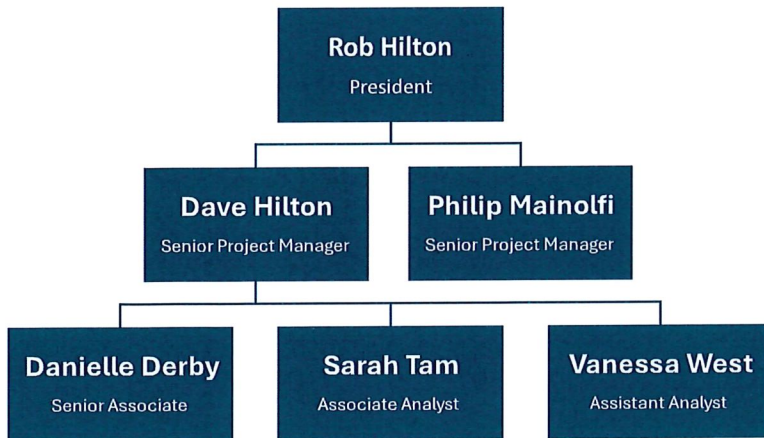 Rob Hilton
President
Dave Hilton
Senior Project Manager
Philip Mainolfi
Senior Project Manager
Danielle Derby
Senior Associate
Sarah Tam
Associate Analyst
Vanessa West
Assistant Analyst